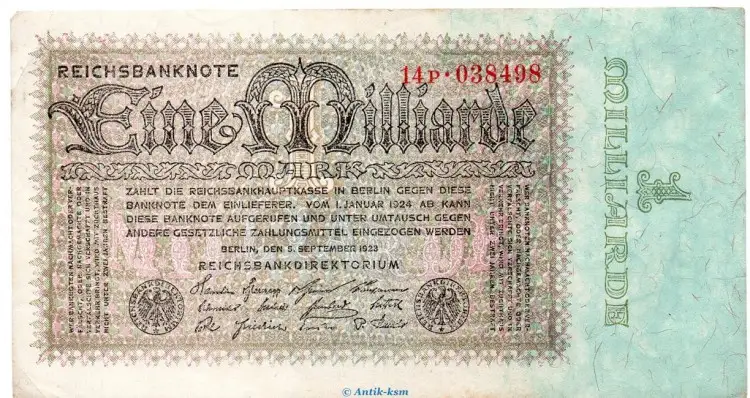 REICHSBANKNOTE
14P·038498
Eine Milliarde
MARK
ZAHLT DIE REICHSBANKHAUPTKASSE IN BERLIN GEGEN DIESE
BANKNOTE DEM EINLIEFERER. VOM 1. JANUAR 1924 AB KANN
DIESE BANKNOTE AUFGERUFEN UND UNTER UMTAUSCH GEGEN
ANDERE GESETZLICHE ZAHLUNGSMITTEL EINGEZOGEN WERDEN
BERLIN, DEN 5. SEPTEMBER 1923
REICHSBANKDIREKTORIUM
1
MILLIARDE
© Antik-ksm